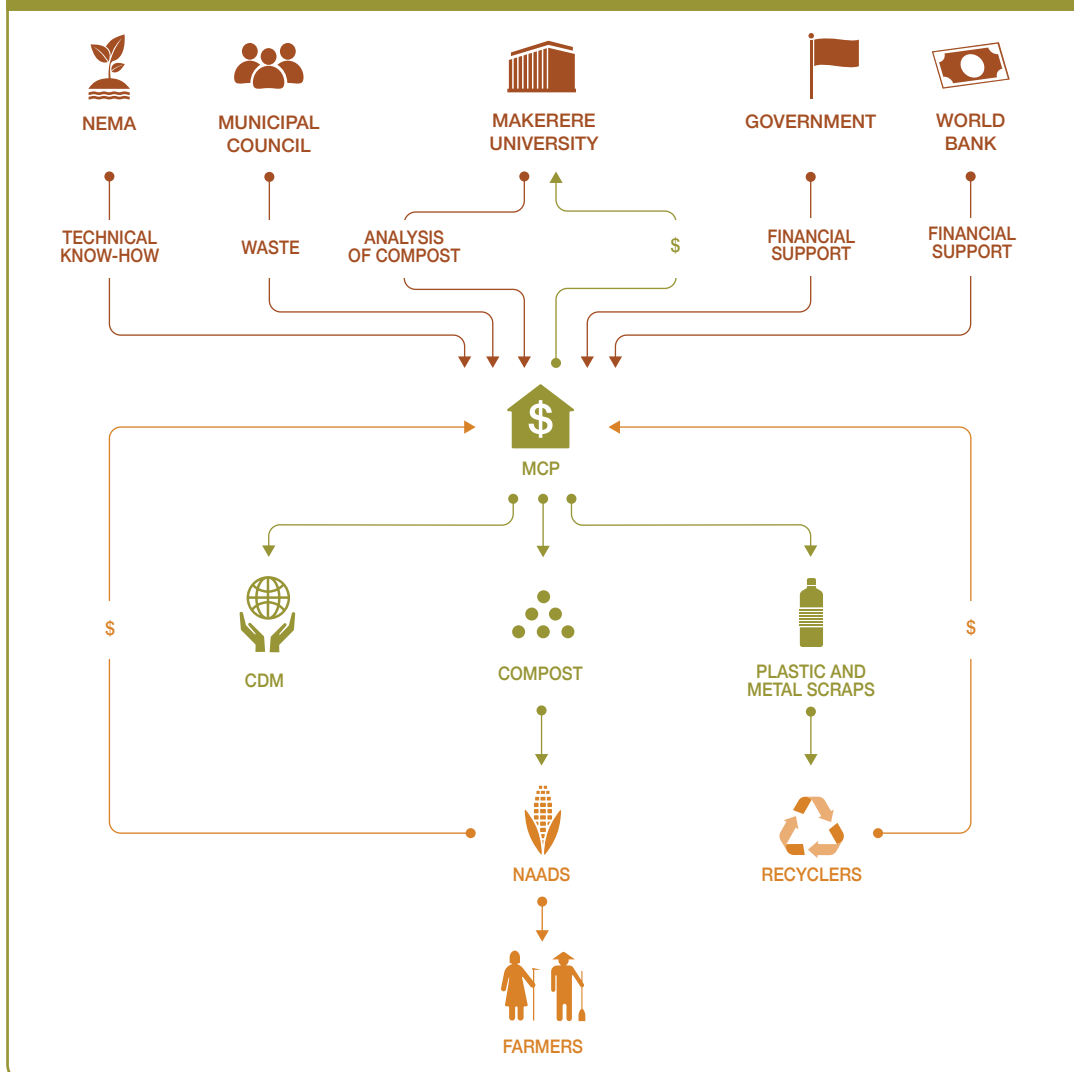 NEMA
MUNICIPAL
COUNCIL
MAKERERE
UNIVERSITY
GOVERNMENT
WORLD
BANK
TECHNICAL
KNOW-HOW
WASTE
ANALYSIS
OF COMPOST
$
FINANCIAL
SUPPORT
FINANCIAL
SUPPORT
$
MCP
$
CDM
COMPOST
PLASTIC AND
METAL SCRAPS
$
NAADS
RECYCLERS
FARMERS